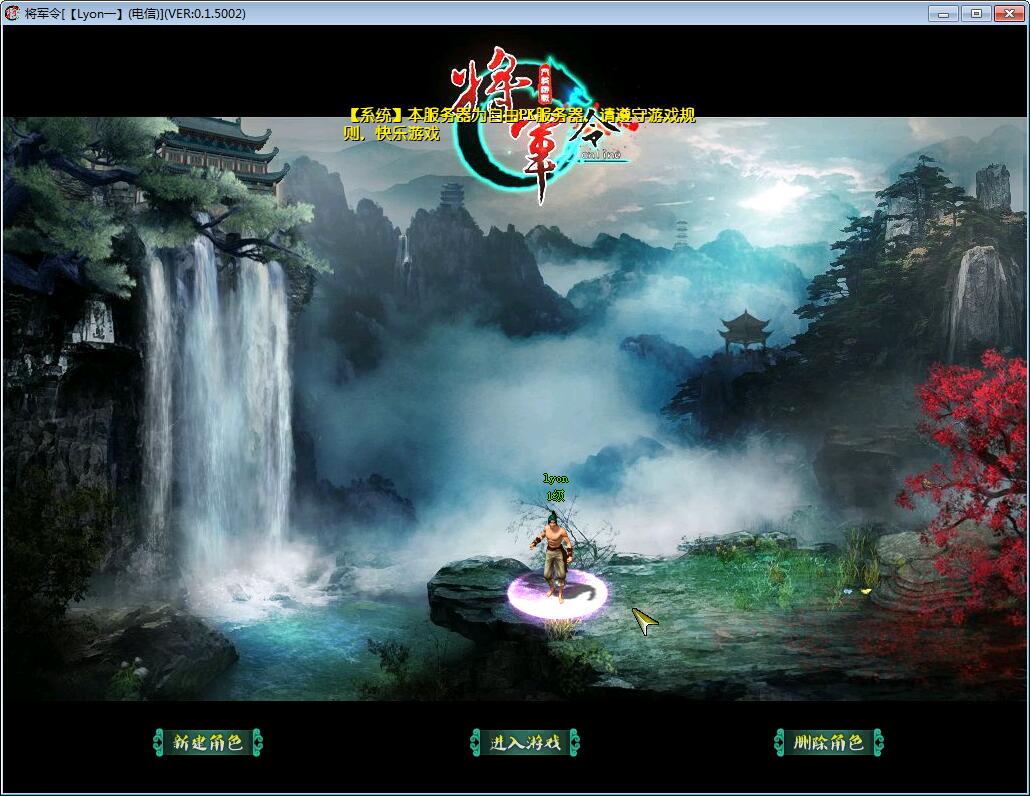 将军令[【Lyon一】(电信)](VER:0.1.5002)
将军令
online
【系统】本服务器为自由PK服务器，请遵守游戏规
则，快乐游戏
lyon
1级
新建角色
进入游戏
删除角色